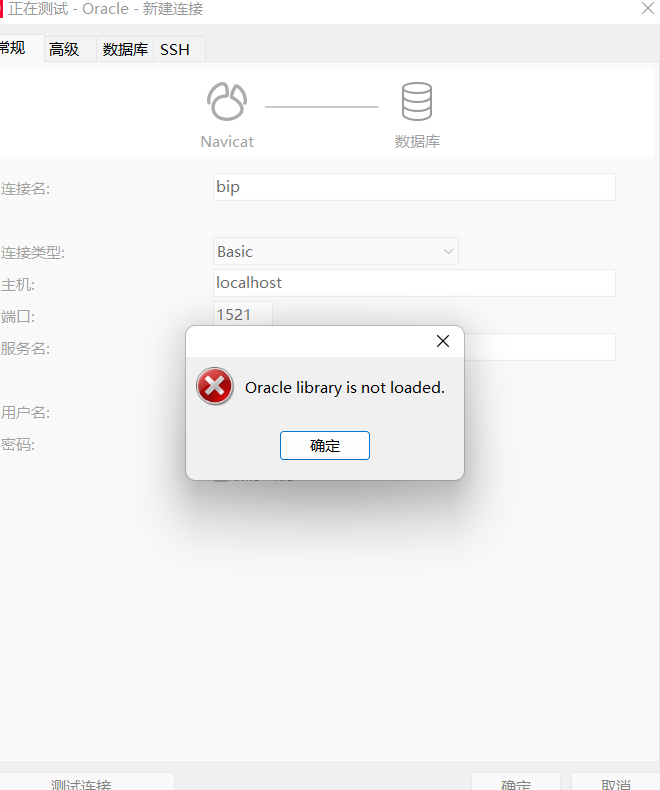 正在测试 - Oracle - 新建连接
常规 高级 数据库 SSH
Navicat 数据库
连接名: bip
连接类型: Basic
主机: localhost
端口: 1521
服务名:
Oracle library is not loaded.
用户名:
确定
密码:
测试连接 确定 取消